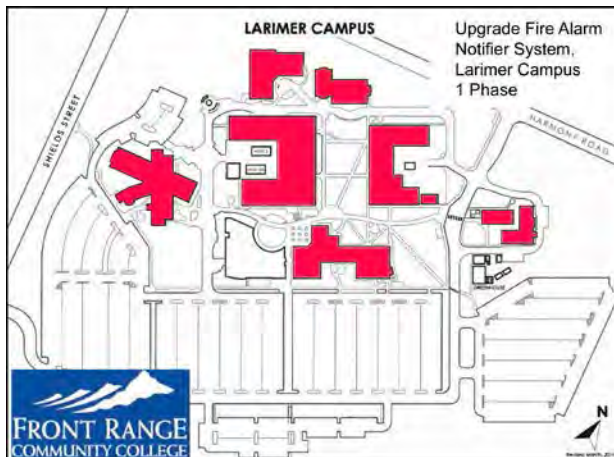 LARIMER CAMPUS
Upgrade Fire Alarm
Notifier System,
Larimer Campus
1 Phase
SHIELDS STREET
HARMONY ROAD
GREENHOUSE
FRONT RANGE
COMMUNITY COLLEGE
N